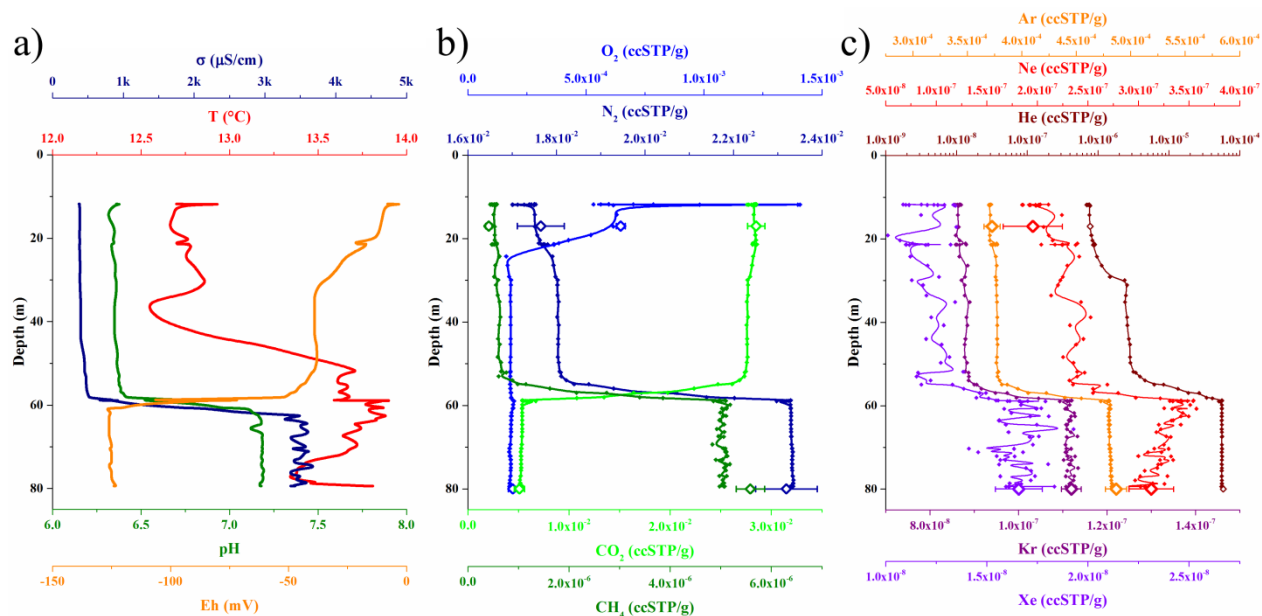 a)
σ (µS/cm)
0 1k 2k 3k 4k 5k
T (°C)
12.0 12.5 13.0 13.5 14.0
Depth (m)
0
20
40
60
80
6.0 6.5 7.0 7.5 8.0
pH
-150 -100 -50 0
Eh (mV)
b)
O₂ (ccSTP/g)
0.0 5.0x10⁻⁴ 1.0x10⁻³ 1.5x10⁻³
N₂ (ccSTP/g)
1.6x10⁻² 1.8x10⁻² 2.0x10⁻² 2.2x10⁻² 2.4x10⁻²
Depth (m)
0
20
40
60
80
0.0 1.0x10⁻² 2.0x10⁻² 3.0x10⁻²
CO₂ (ccSTP/g)
0.0 2.0x10⁻⁶ 4.0x10⁻⁶ 6.0x10⁻⁶
CH₄ (ccSTP/g)
c)
Ar (ccSTP/g)
3.0x10⁻⁴ 3.5x10⁻⁴ 4.0x10⁻⁴ 4.5x10⁻⁴ 5.0x10⁻⁴ 5.5x10⁻⁴ 6.0x10⁻⁴
Ne (ccSTP/g)
5.0x10⁻⁸ 1.0x10⁻⁷ 1.5x10⁻⁷ 2.0x10⁻⁷ 2.5x10⁻⁷ 3.0x10⁻⁷ 3.5x10⁻⁷ 4.0x10⁻⁷
He (ccSTP/g)
1.0x10⁻⁹ 1.0x10⁻⁸ 1.0x10⁻⁷ 1.0x10⁻⁶ 1.0x10⁻⁵ 1.0x10⁻⁴
Depth (m)
0
20
40
60
80
8.0x10⁻⁸ 1.0x10⁻⁷ 1.2x10⁻⁷ 1.4x10⁻⁷
Kr (ccSTP/g)
1.0x10⁻⁸ 1.5x10⁻⁸ 2.0x10⁻⁸ 2.5x10⁻⁸
Xe (ccSTP/g)